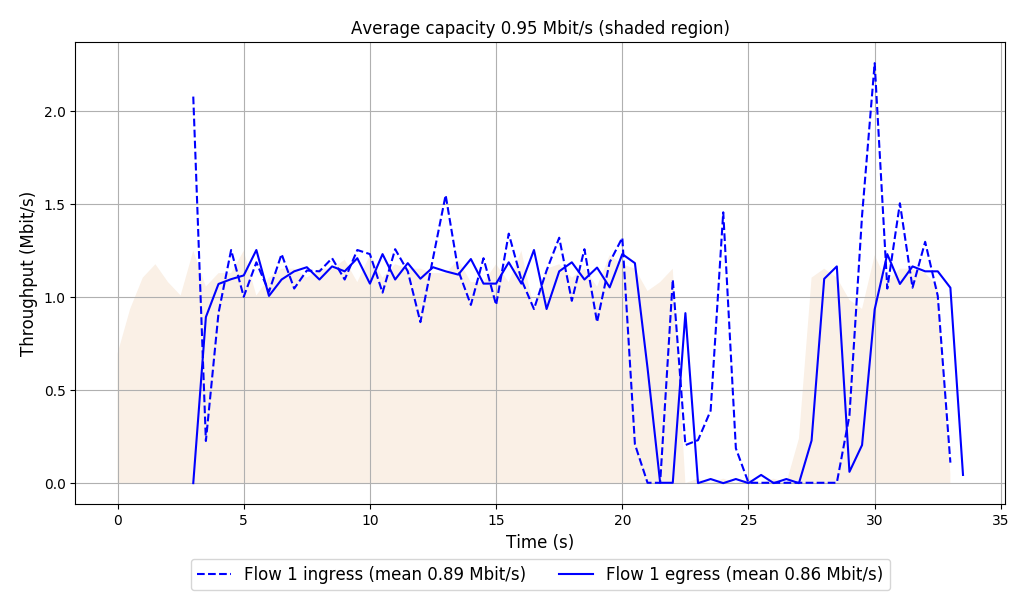 Average capacity 0.95 Mbit/s (shaded region)
Throughput (Mbit/s)
2.0
1.5
1.0
0.5
0.0
0 5 10 15 20 25 30 35
Time (s)
Flow 1 ingress (mean 0.89 Mbit/s) Flow 1 egress (mean 0.86 Mbit/s)